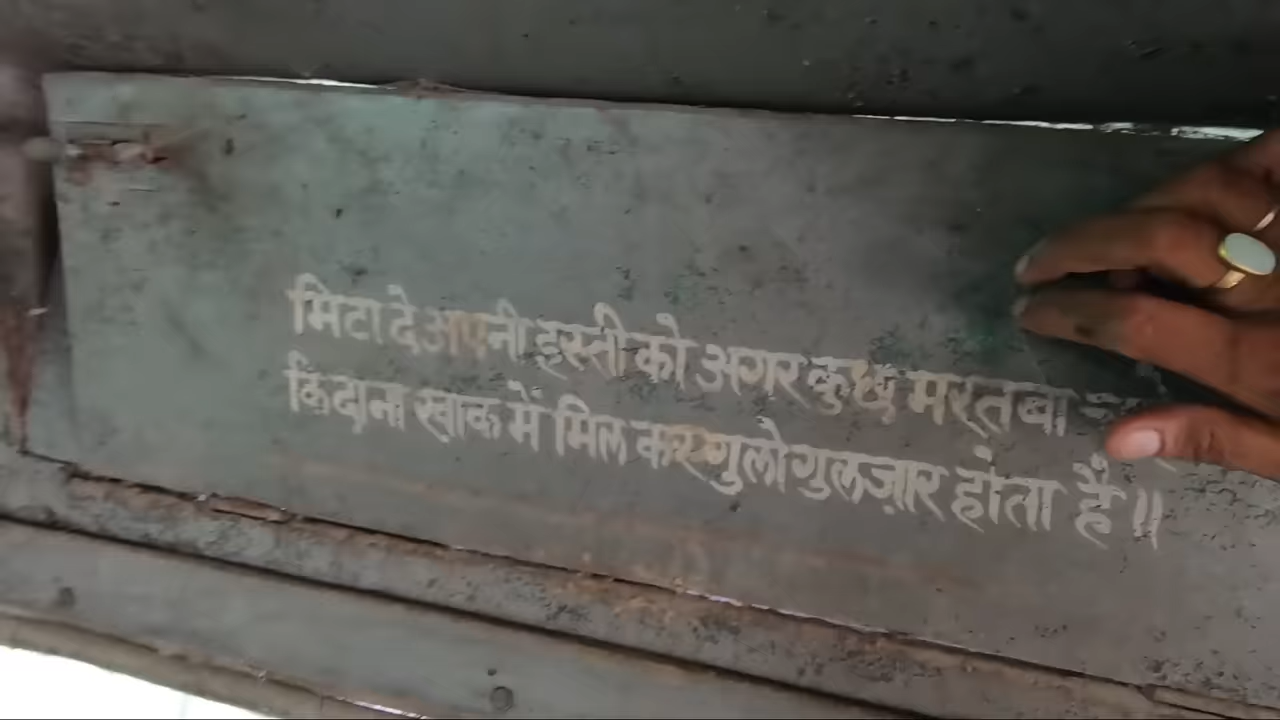 मिटा दे अपनी हस्ती को अगर कुछ मरतबा
कि दाना खाक में मिल कर गुलो गुलज़ार होता है॥